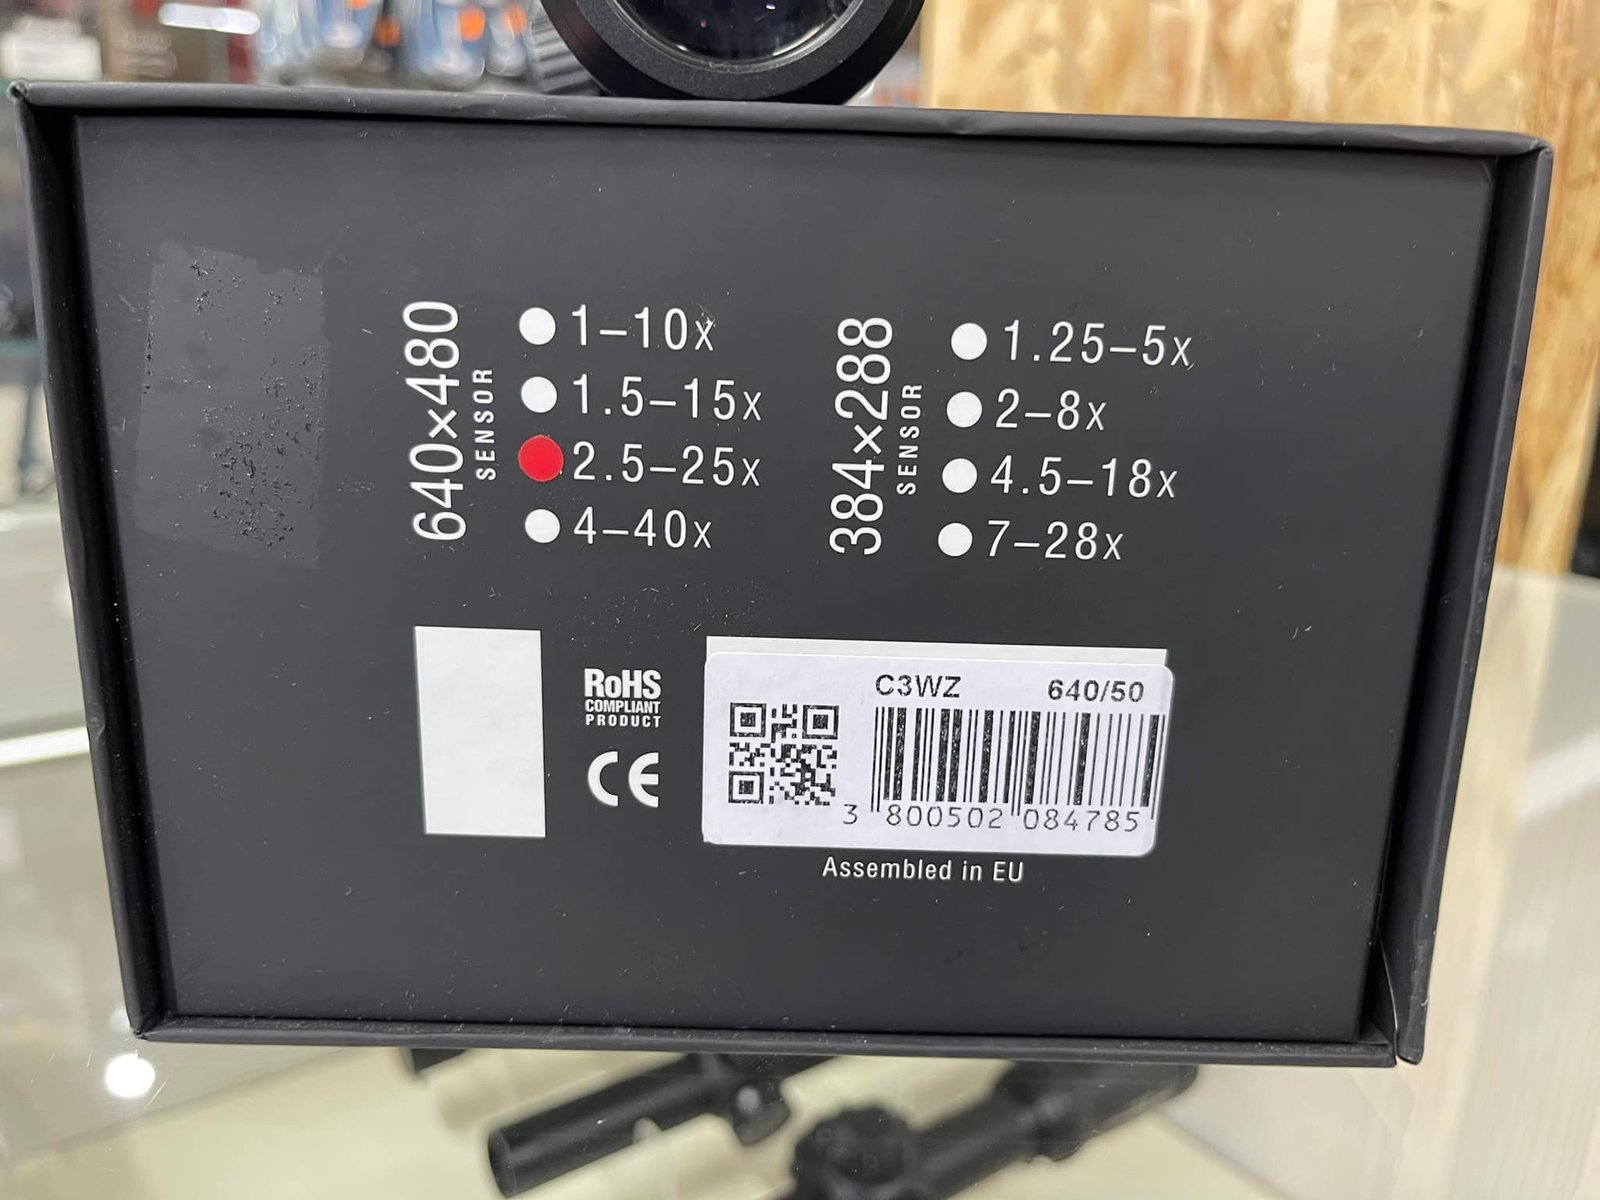 640×480
SENSOR
1–10x
1.5–15x
2.5–25x
4–40x
384×288
SENSOR
1.25–5x
2–8x
4.5–18x
7–28x
RoHS
COMPLIANT
PRODUCT
CE
C3WZ 640/50
3 800502 084785
Assembled in EU